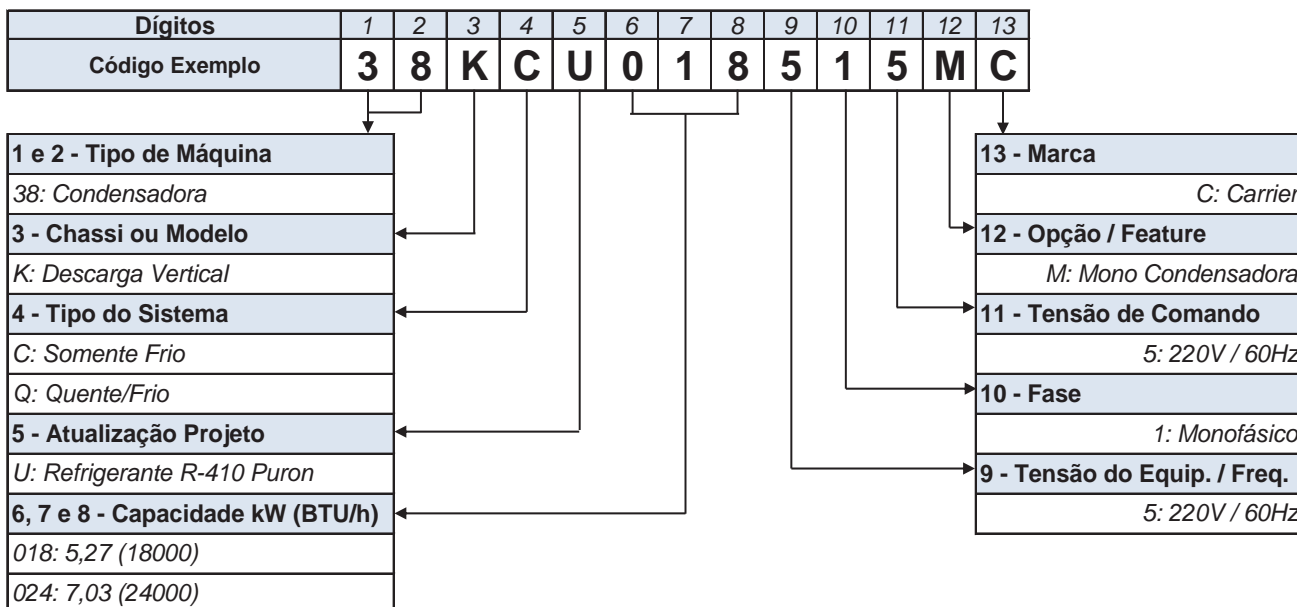 Dígitos 1 2 3 4 5 6 7 8 9 10 11 12 13
Código Exemplo 3 8 K C U 0 1 8 5 1 5 M C
1 e 2 - Tipo de Máquina
38: Condensadora
3 - Chassi ou Modelo
K: Descarga Vertical
4 - Tipo do Sistema
C: Somente Frio
Q: Quente/Frio
5 - Atualização Projeto
U: Refrigerante R-410 Puron
6, 7 e 8 - Capacidade kW (BTU/h)
018: 5,27 (18000)
024: 7,03 (24000)
13 - Marca
C: Carrier
12 - Opção / Feature
M: Mono Condensadora
11 - Tensão de Comando
5: 220V / 60Hz
10 - Fase
1: Monofásico
9 - Tensão do Equip. / Freq.
5: 220V / 60Hz